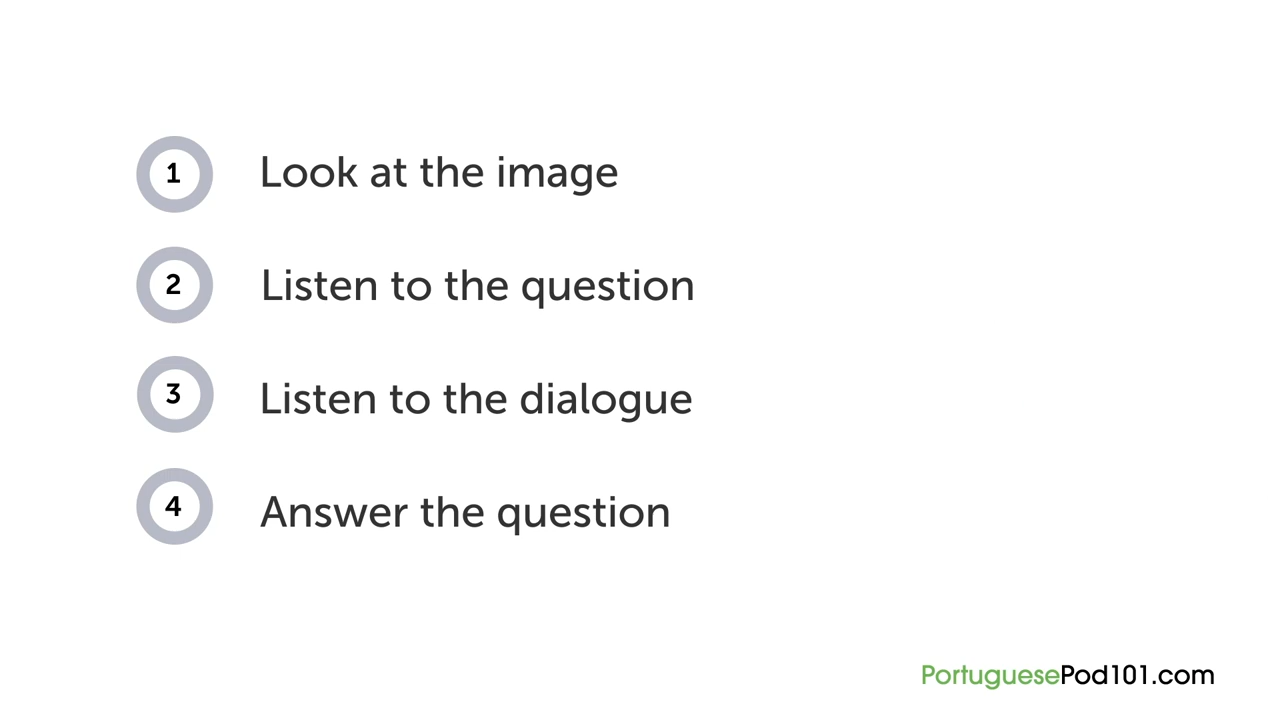 1 Look at the image
2 Listen to the question
3 Listen to the dialogue
4 Answer the question
PortuguesePod101.com